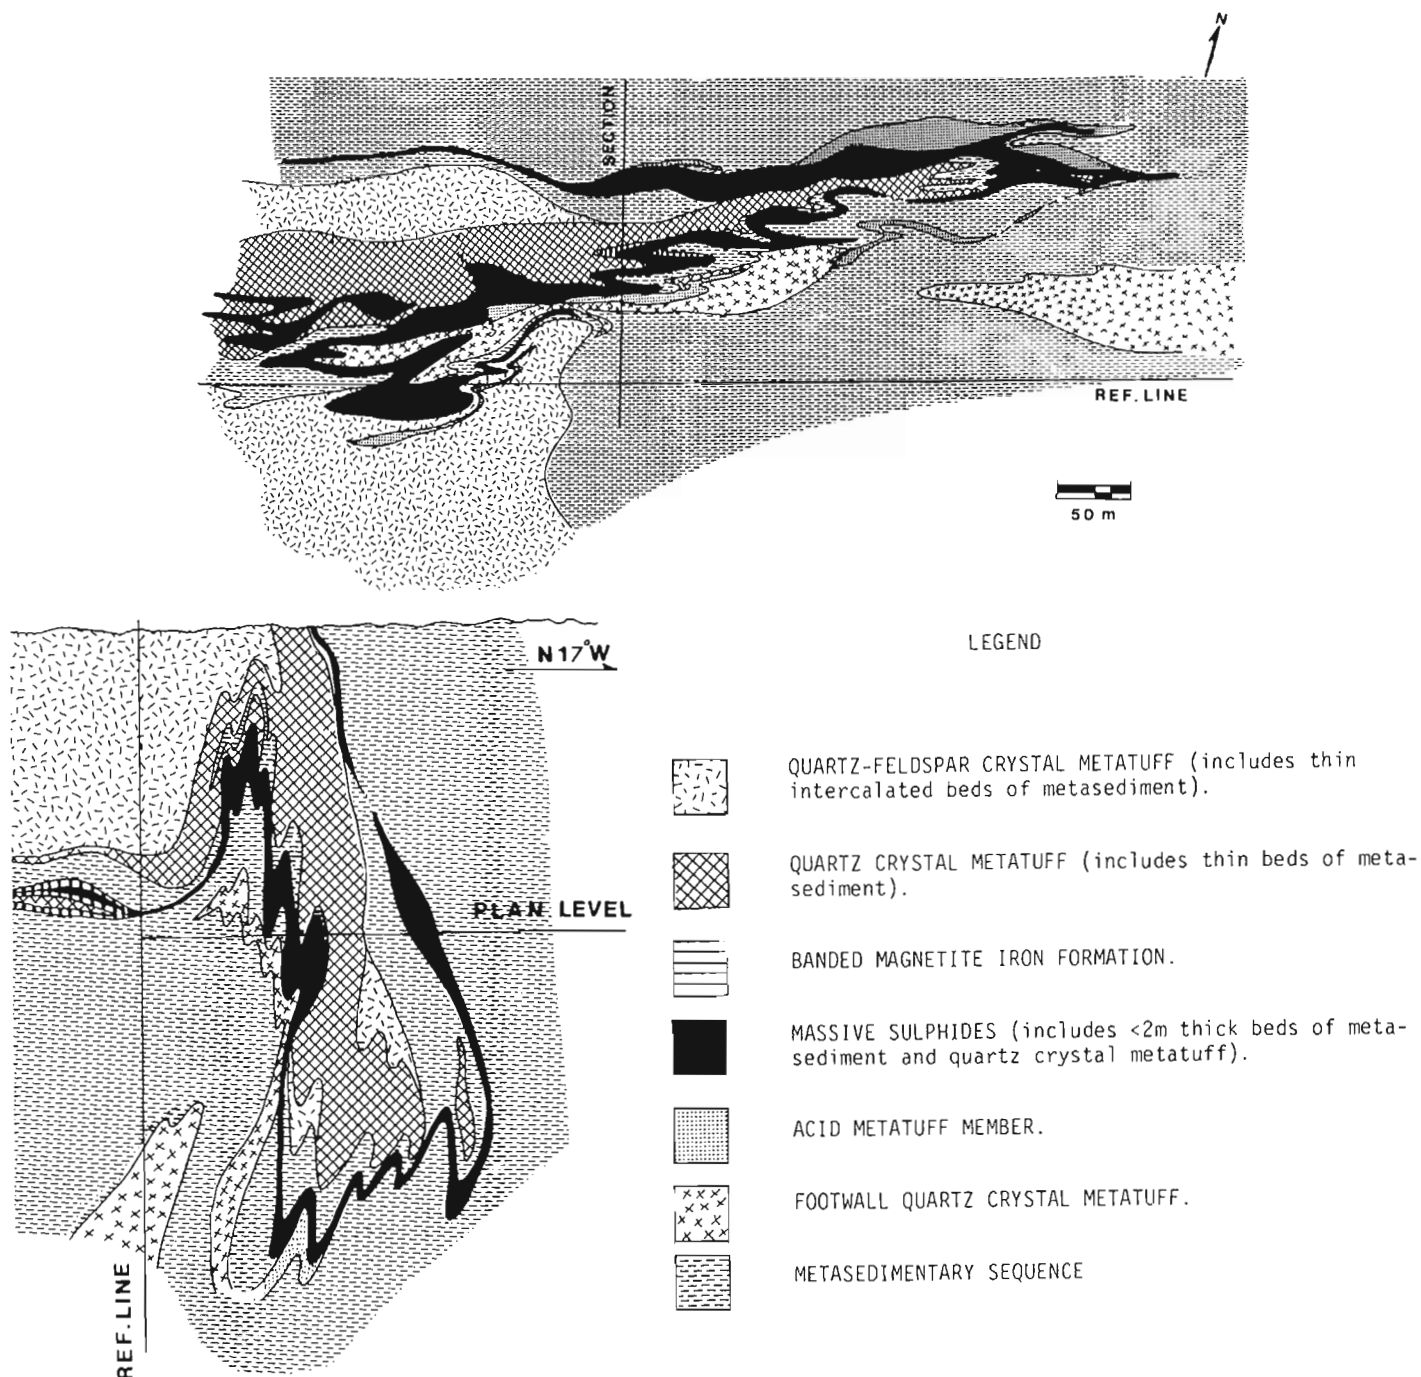 N
SECTION
REF. LINE
50 m
N17°W
PLAN LEVEL
REF. LINE
LEGEND
QUARTZ-FELDSPAR CRYSTAL METATUFF (includes thin
intercalated beds of metasediment).
QUARTZ CRYSTAL METATUFF (includes thin beds of meta-
sediment).
BANDED MAGNETITE IRON FORMATION.
MASSIVE SULPHIDES (includes <2m thick beds of meta-
sediment and quartz crystal metatuff).
ACID METATUFF MEMBER.
FOOTWALL QUARTZ CRYSTAL METATUFF.
METASEDIMENTARY SEQUENCE